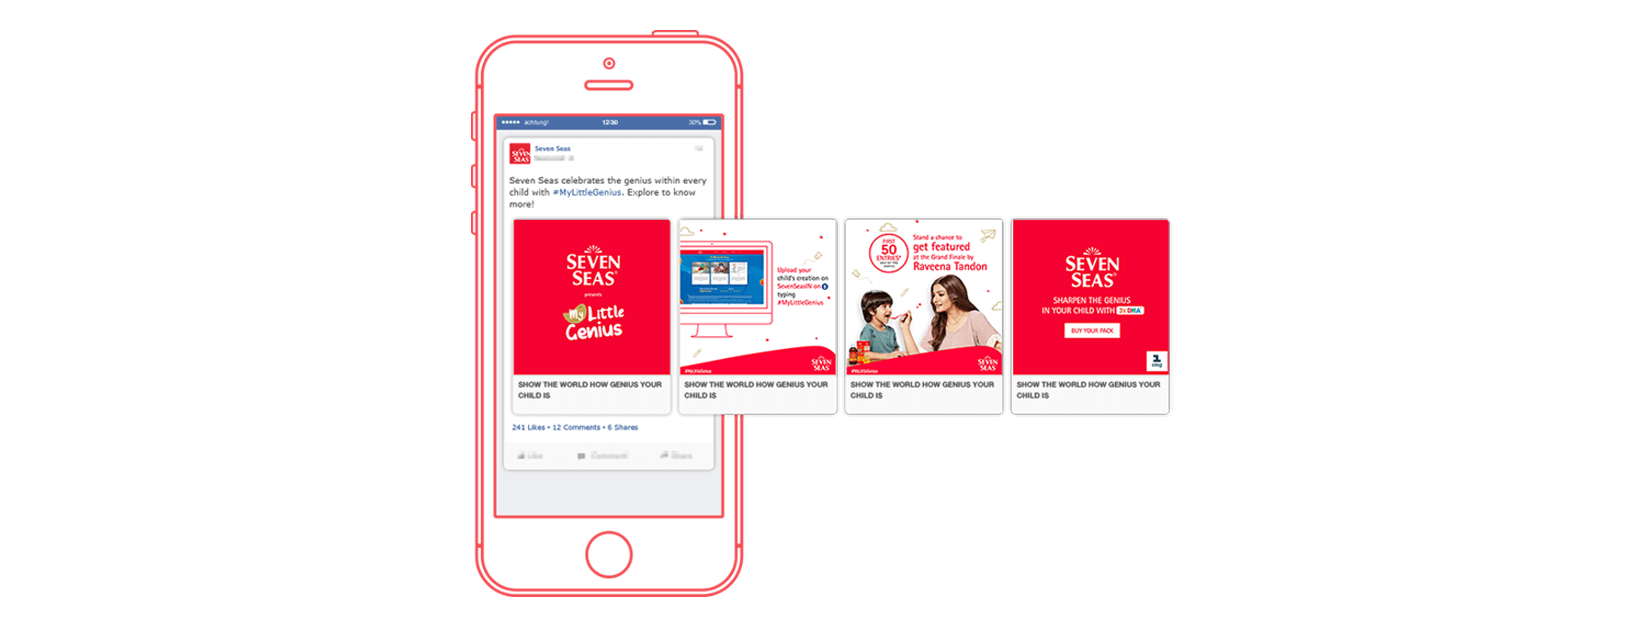 achtung!
12:30
30%
SEVEN
SEAS
Seven Seas
Seven Seas celebrates the genius within every
child with #MyLittleGenius. Explore to know
more!
SEVEN
SEAS®
presents
my Little
Genius
SHOW THE WORLD HOW GENIUS YOUR
CHILD IS
Upload your
child's creation on
SevenSeasIN on f
typing
#MyLittleGenius
#MyLittleGenius
SEVEN
SEAS
SHOW THE WORLD HOW GENIUS YOUR
CHILD IS
FIRST
50
ENTRIES*
Stand a chance to
get featured
at the Grand Finale by
Raveena Tandon
#MyLittleGenius
SEVEN
SEAS
SHOW THE WORLD HOW GENIUS YOUR
CHILD IS
SEVEN
SEAS®
SHARPEN THE GENIUS
IN YOUR CHILD WITH 2x DHA
BUY YOUR PACK
1
SHOW THE WORLD HOW GENIUS YOUR
CHILD IS
241 Likes • 12 Comments • 6 Shares
Like
Comment
Share